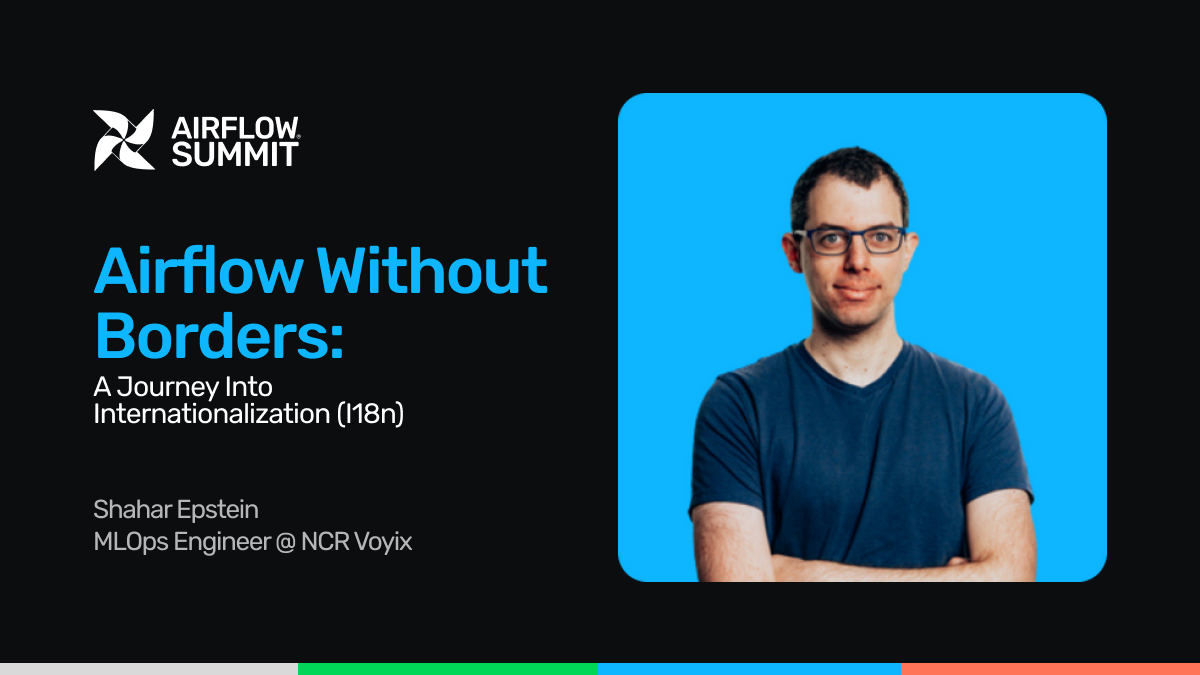 AIRFLOW
SUMMIT
Airflow Without
Borders:
A Journey Into
Internationalization (I18n)
Shahar Epstein
MLOps Engineer @ NCR Voyix